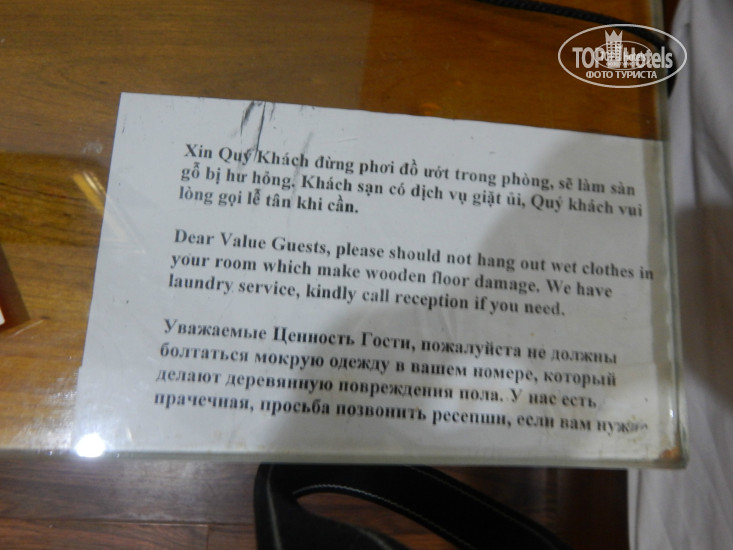 TOP Hotels
ФОТО ТУРИСТА
Xin Quý Khách đừng phơi đồ ướt trong phòng, sẽ làm sàn
gỗ bị hư hỏng. Khách sạn có dịch vụ giặt ủi, Quý khách vui
lòng gọi lễ tân khi cần.
Dear Value Guests, please should not hang out wet clothes in
your room which make wooden floor damage. We have
laundry service, kindly call reception if you need.
Уважаемые Ценность Гости, пожалуйста не должны
болтаться мокрую одежду в вашем номере, который
делают деревянную повреждения пола. У нас есть
прачечная, просьба позвонить ресепшн, если вам нужно